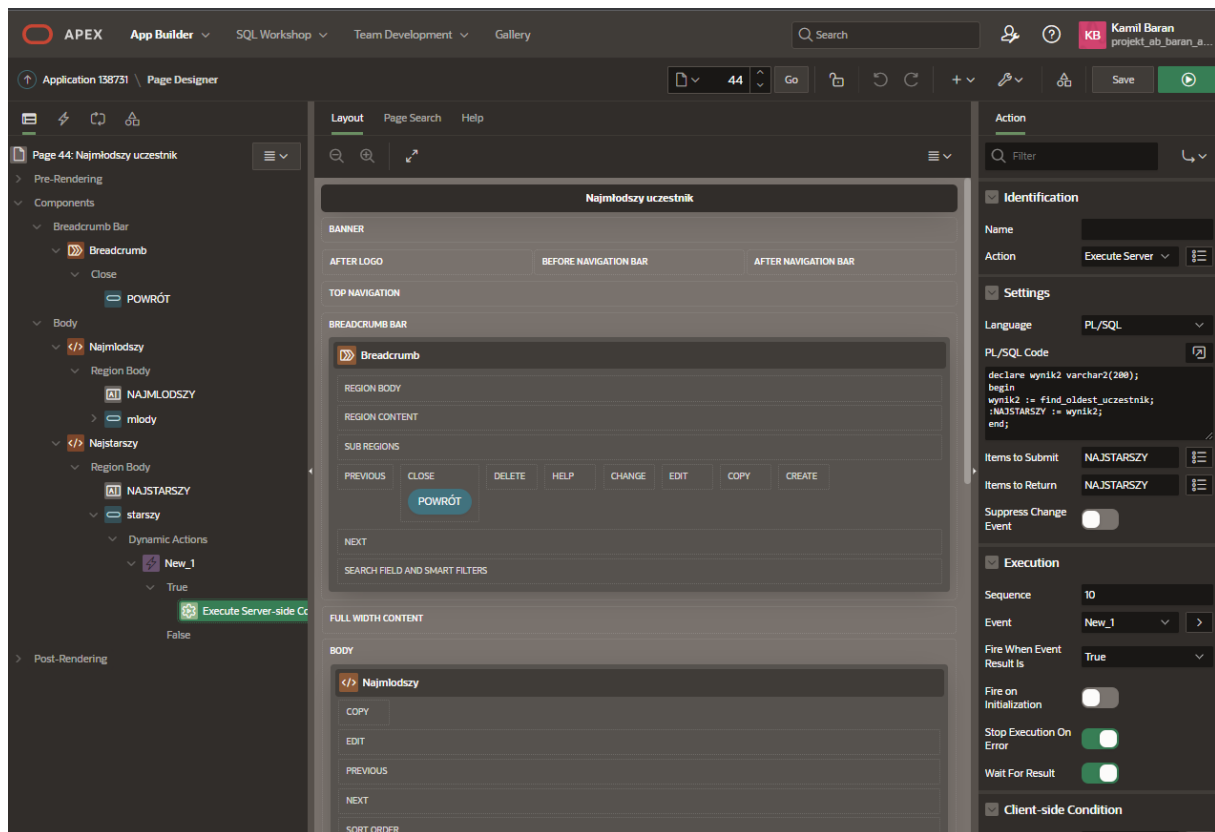 APEX App Builder SQL Workshop Team Development Gallery Search KB Kamil Baran
projekt_ab_baran_a...
Application 138731 \ Page Designer 44 Go Save
Layout Page Search Help
Action
Page 44: Najmłodszy uczestnik
Pre-Rendering
Components
Breadcrumb Bar
Breadcrumb
Close
POWRÓT
Body
Najmlodszy
Region Body
NAJMLODSZY
mlody
Najstarszy
Region Body
NAJSTARSZY
starszy
Dynamic Actions
New_1
True
Execute Server-side Co
False
Post-Rendering
Najmłodszy uczestnik
BANNER
AFTER LOGO BEFORE NAVIGATION BAR AFTER NAVIGATION BAR
TOP NAVIGATION
BREADCRUMB BAR
Breadcrumb
REGION BODY
REGION CONTENT
SUB REGIONS
PREVIOUS CLOSE DELETE HELP CHANGE EDIT COPY CREATE
POWRÓT
NEXT
SEARCH FIELD AND SMART FILTERS
FULL WIDTH CONTENT
BODY
Najmlodszy
COPY
EDIT
PREVIOUS
NEXT
SORT ORDER
Filter
Identification
Name
Action Execute Server
Settings
Language PL/SQL
PL/SQL Code
declare wynik2 varchar2(200);
begin
wynik2 := find_oldest_uczestnik;
:NAJSTARSZY := wynik2;
end;
Items to Submit NAJSTARSZY
Items to Return NAJSTARSZY
Suppress Change
Event
Execution
Sequence 10
Event New_1
Fire When Event
Result Is True
Fire on
Initialization
Stop Execution On
Error
Wait For Result
Client-side Condition